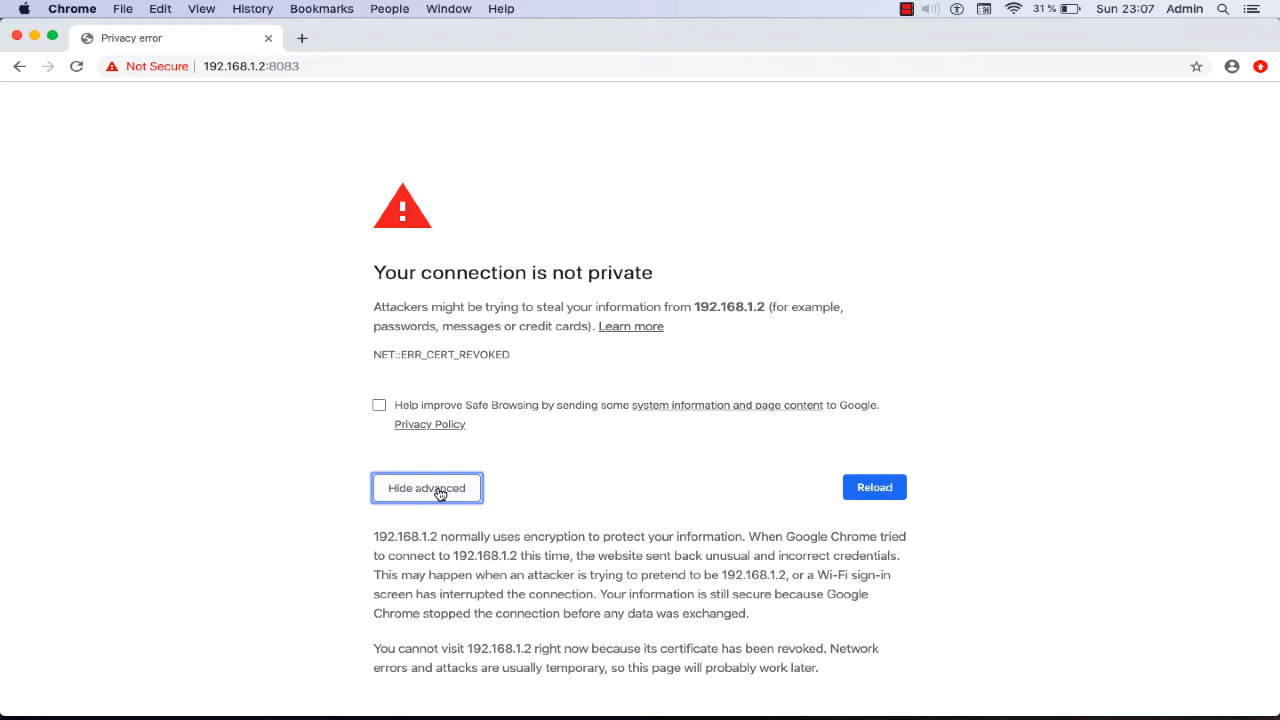 Chrome File Edit View History Bookmarks People Window Help 31 % Sun 23:07 Admin
Privacy error
Not Secure 192.168.1.2:8083
Your connection is not private
Attackers might be trying to steal your information from 192.168.1.2 (for example,
passwords, messages or credit cards). Learn more
NET::ERR_CERT_REVOKED
Help improve Safe Browsing by sending some system information and page content to Google.
Privacy Policy
Hide advanced Reload
192.168.1.2 normally uses encryption to protect your information. When Google Chrome tried
to connect to 192.168.1.2 this time, the website sent back unusual and incorrect credentials.
This may happen when an attacker is trying to pretend to be 192.168.1.2, or a Wi-Fi sign-in
screen has interrupted the connection. Your information is still secure because Google
Chrome stopped the connection before any data was exchanged.
You cannot visit 192.168.1.2 right now because its certificate has been revoked. Network
errors and attacks are usually temporary, so this page will probably work later.